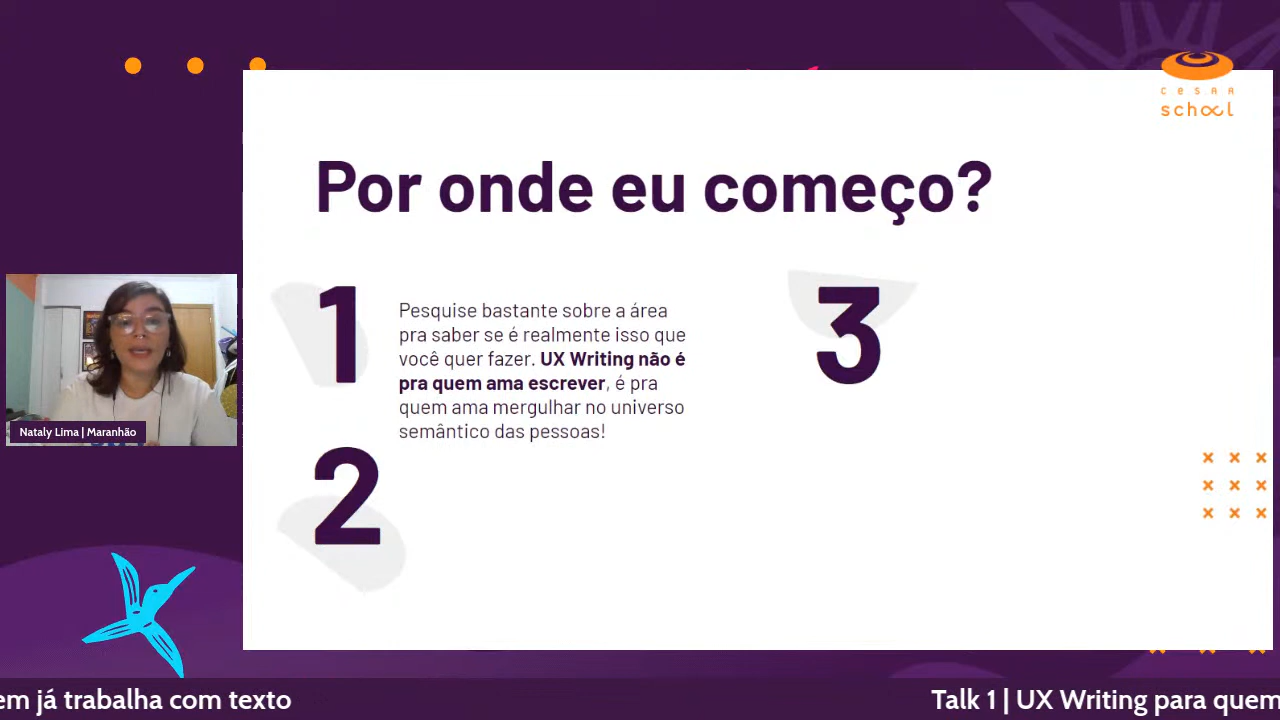 CESAR
school
Por onde eu começo?
1
Pesquise bastante sobre a área
pra saber se é realmente isso que
você quer fazer. UX Writing não é
pra quem ama escrever, é pra
quem ama mergulhar no universo
semântico das pessoas!
2
3
Nataly Lima | Maranhão
em já trabalha com texto
Talk 1 | UX Writing para quem